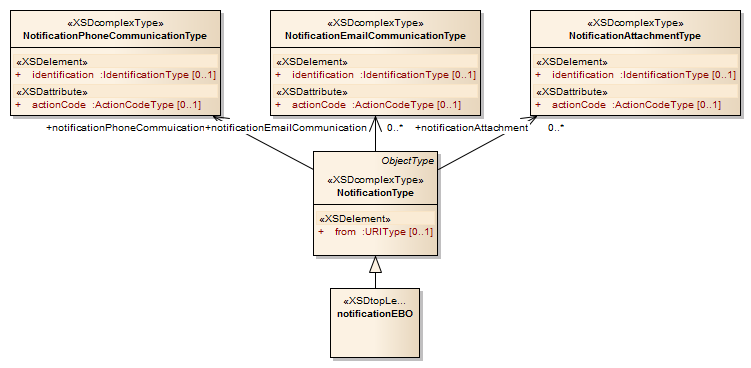 «XSDcomplexType»
NotificationPhoneCommunicationType
«XSDelement»
+ identification :IdentificationType [0..1]
«XSDattribute»
+ actionCode :ActionCodeType [0..1]
«XSDcomplexType»
NotificationEmailCommunicationType
«XSDelement»
+ identification :IdentificationType [0..1]
«XSDattribute»
+ actionCode :ActionCodeType [0..1]
«XSDcomplexType»
NotificationAttachmentType
«XSDelement»
+ identification :IdentificationType [0..1]
«XSDattribute»
+ actionCode :ActionCodeType [0..1]
+notificationPhoneCommuication+notificationEmailCommunication 0..* +notificationAttachment 0..*
ObjectType
«XSDcomplexType»
NotificationType
«XSDelement»
+ from :URIType [0..1]
«XSDtopLe...
notificationEBO